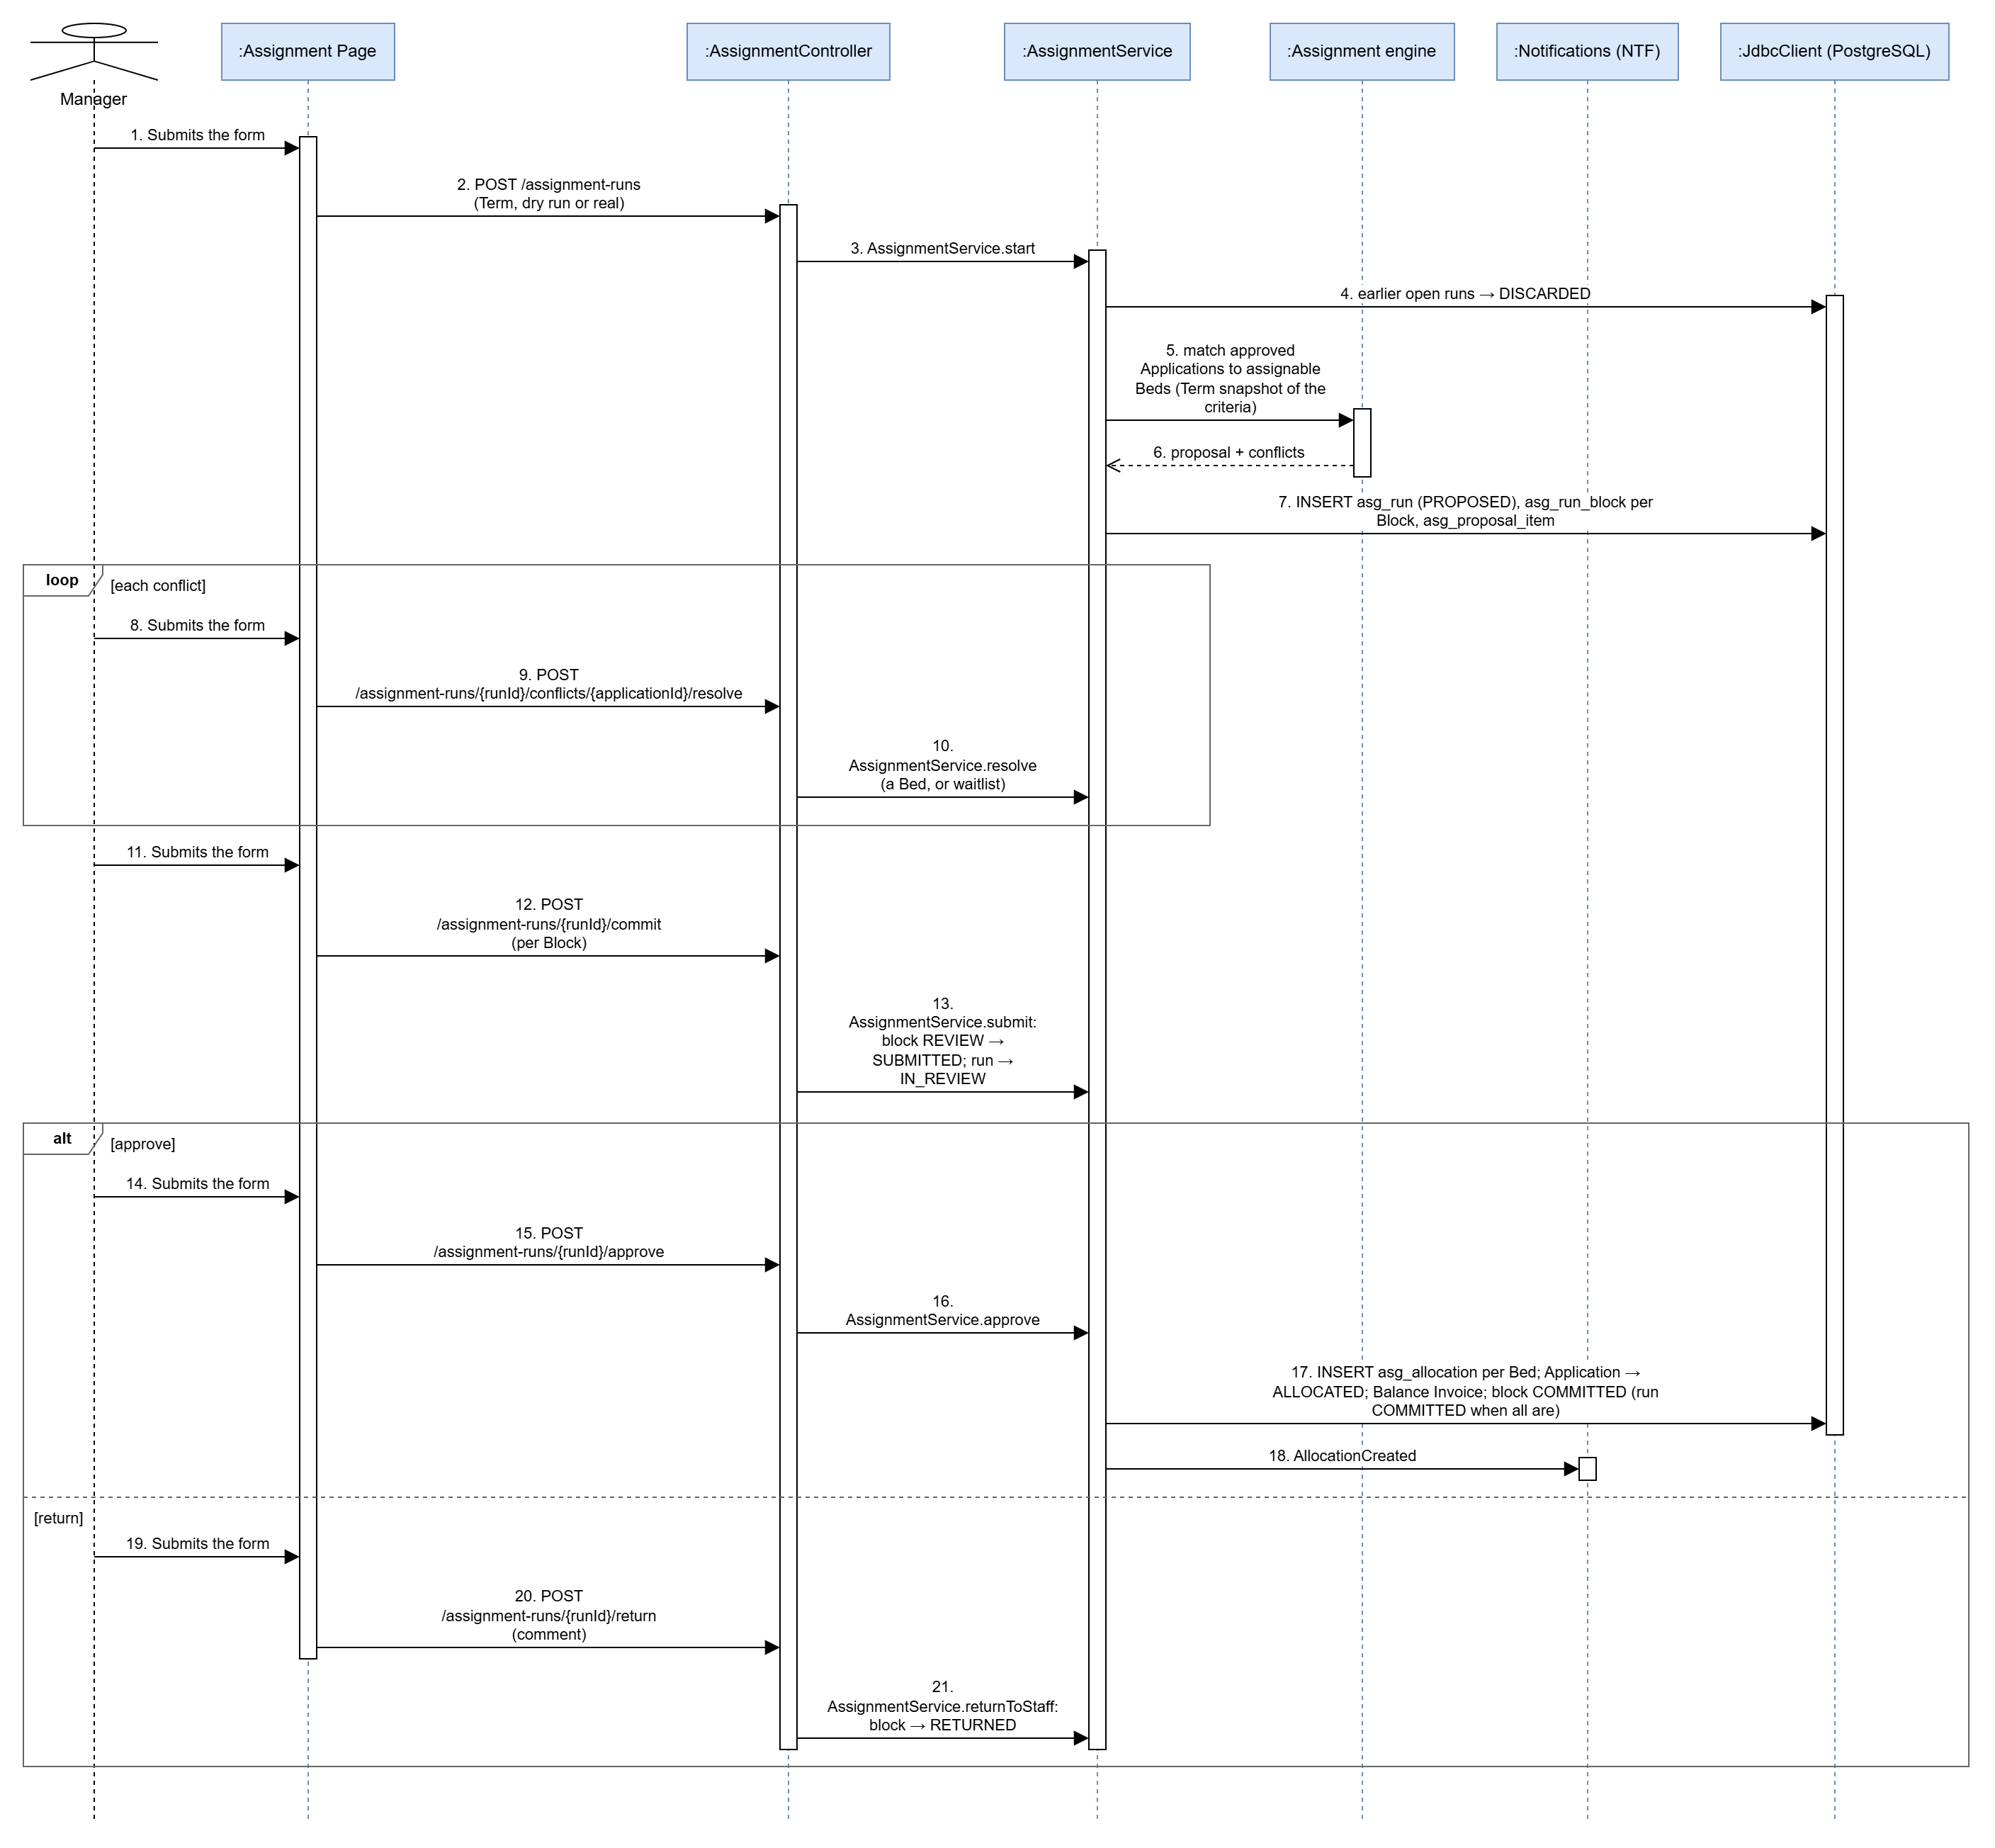 :Assignment Page
:AssignmentController
:AssignmentService
:Assignment engine
:Notifications (NTF)
:JdbcClient (PostgreSQL)
Manager
1. Submits the form
2. POST /assignment-runs
(Term, dry run or real)
3. AssignmentService.start
4. earlier open runs → DISCARDED
5. match approved
Applications to assignable
Beds (Term snapshot of the
criteria)
6. proposal + conflicts
7. INSERT asg_run (PROPOSED), asg_run_block per
Block, asg_proposal_item
loop
[each conflict]
8. Submits the form
9. POST
/assignment-runs/{runId}/conflicts/{applicationId}/resolve
10.
AssignmentService.resolve
(a Bed, or waitlist)
11. Submits the form
12. POST
/assignment-runs/{runId}/commit
(per Block)
13.
AssignmentService.submit:
block REVIEW →
SUBMITTED; run →
IN_REVIEW
alt
[approve]
14. Submits the form
15. POST
/assignment-runs/{runId}/approve
16.
AssignmentService.approve
17. INSERT asg_allocation per Bed; Application →
ALLOCATED; Balance Invoice; block COMMITTED (run
COMMITTED when all are)
18. AllocationCreated
[return]
19. Submits the form
20. POST
/assignment-runs/{runId}/return
(comment)
21.
AssignmentService.returnToStaff:
block → RETURNED